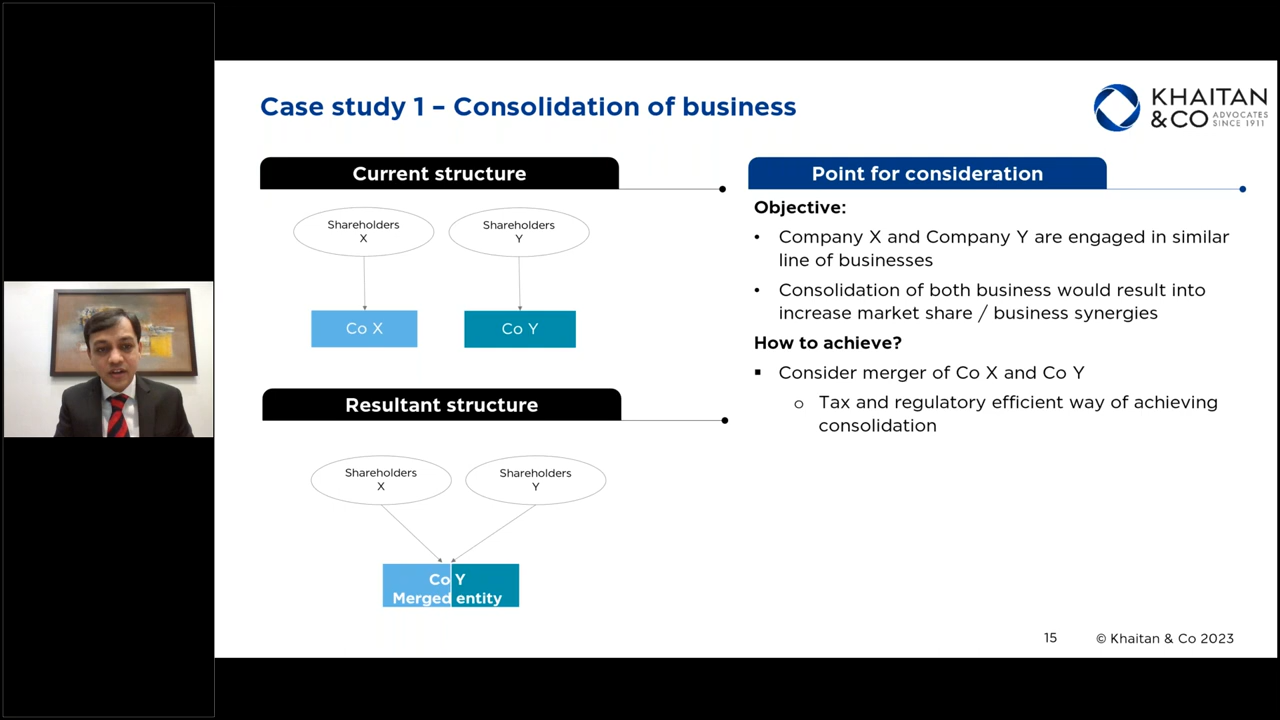 Case study 1 – Consolidation of business
KHAITAN
&CO ADVOCATES
SINCE 1911
Current structure
Shareholders
X
Shareholders
Y
Co X
Co Y
Resultant structure
Shareholders
X
Shareholders
Y
Co Y
Merged entity
Point for consideration
Objective:
• Company X and Company Y are engaged in similar
line of businesses
• Consolidation of both business would result into
increase market share / business synergies
How to achieve?
▪ Consider merger of Co X and Co Y
o Tax and regulatory efficient way of achieving
consolidation
15
© Khaitan & Co 2023